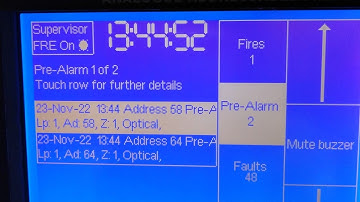 Supervisor
FRE On
13:44:52
Pre-Alarm 1 of 2
Touch row for further details
23-Nov-22 13:44 Address 58 Pre-A
Lp: 1, Ad: 58, Z: 1, Optical,
23-Nov-22 13:44 Address 64 Pre-A
Lp: 1, Ad: 64, Z: 1, Optical,
Fires
1
Pre-Alarm
2
Faults
48
Mute buzzer